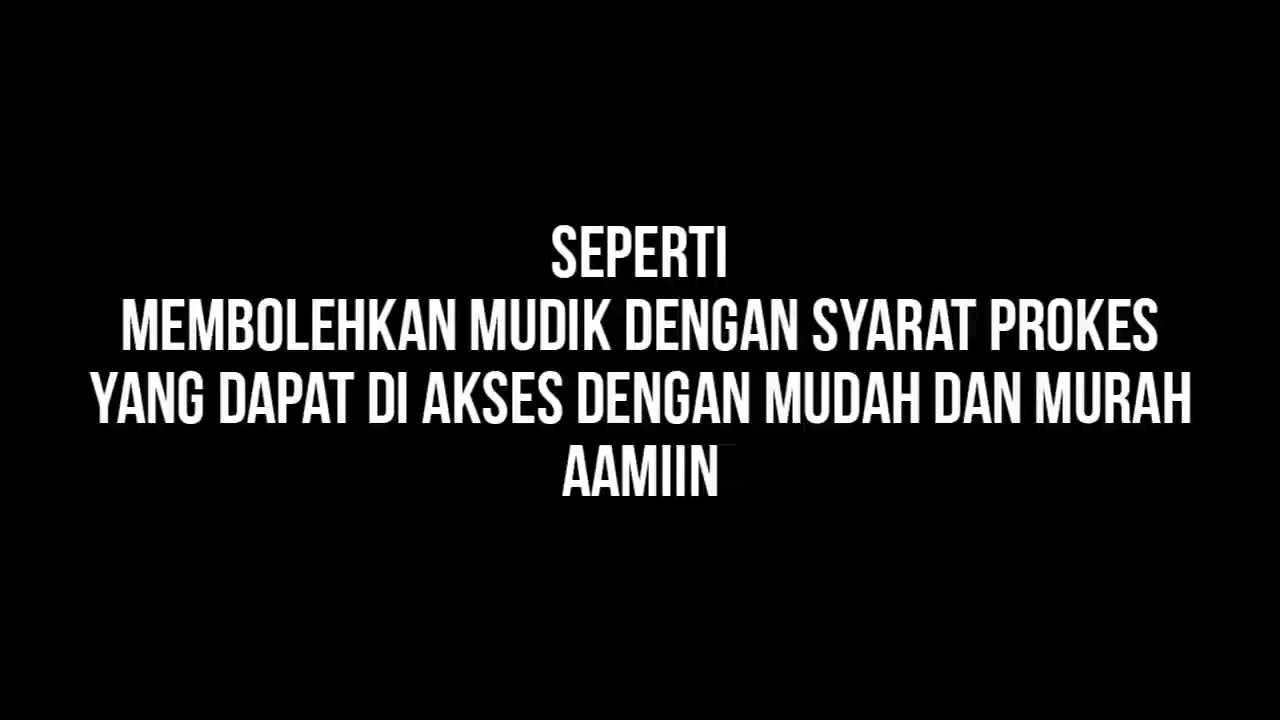 SEPERTI
MEMBOLEHKAN MUDIK DENGAN SYARAT PROKES
YANG DAPAT DI AKSES DENGAN MUDAH DAN MURAH
AAMIIN